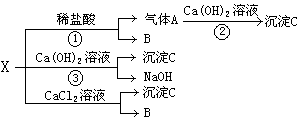 稀盐酸 气体A Ca(OH)₂溶液 沉淀C
① B ②
X Ca(OH)₂溶液 沉淀C
③ NaOH
CaCl₂溶液 沉淀C
B